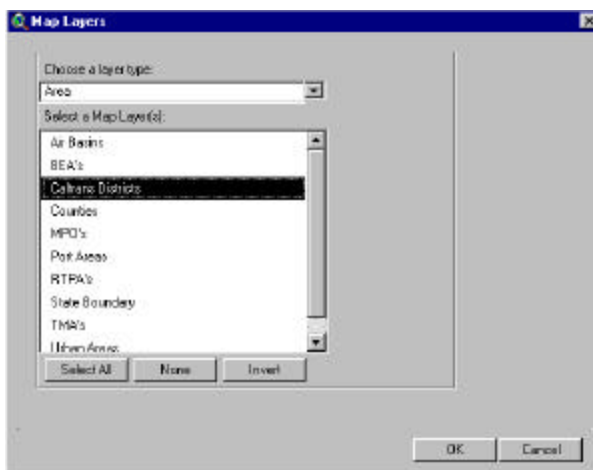 Map Layers
Choose a layer type:
Area
Select a Map Layer(s):
Air Basins
BEA's
Caltrans Districts
Counties
MPO's
Port Areas
RTPA's
State Boundary
TMA's
Urban Areas
Select All None Invert
OK Cancel